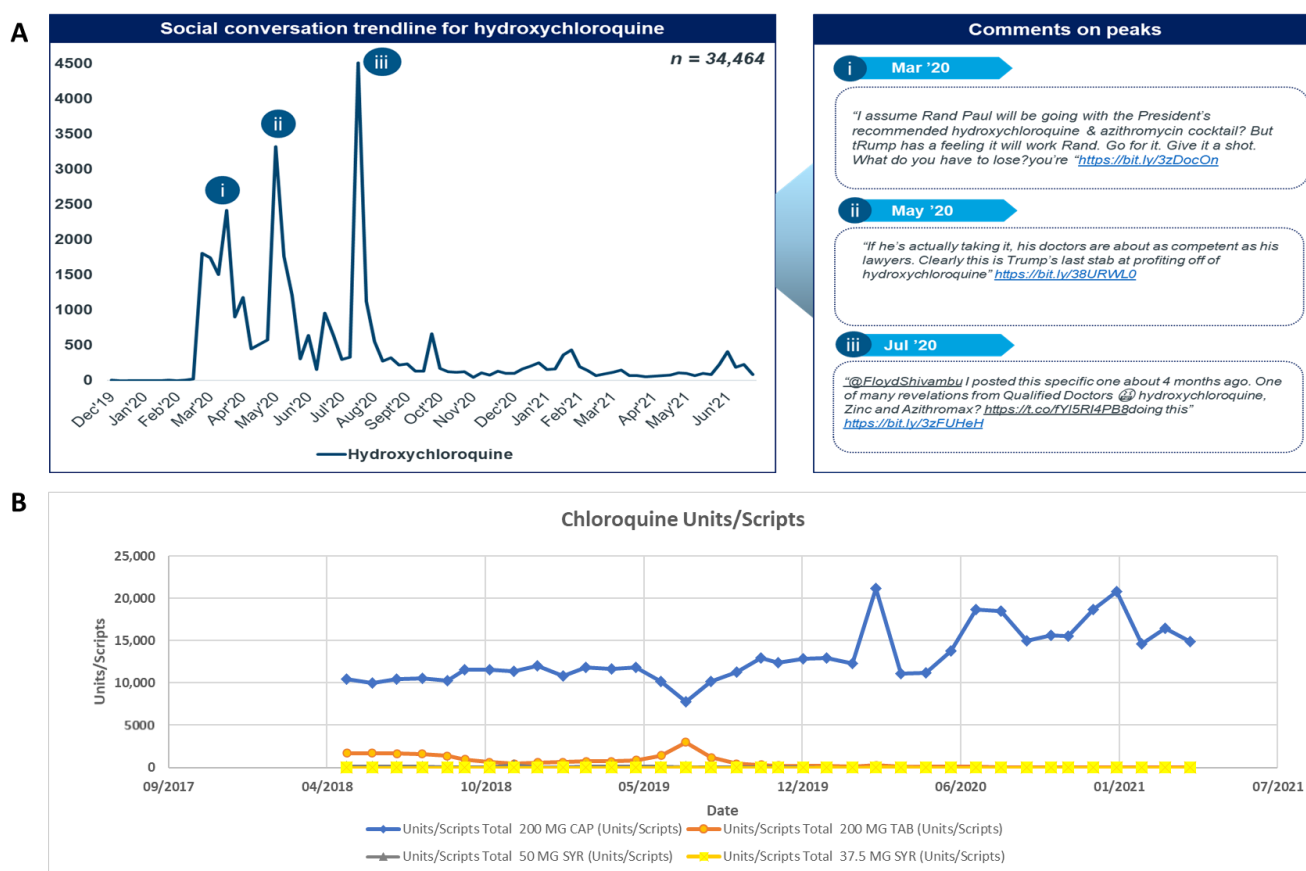 A
Social conversation trendline for hydroxychloroquine
n = 34,464
4500
4000
3500
3000
2500
2000
1500
1000
500
0
i
ii
iii
Dec'19
Jan'20
Feb'20
Mar'20
Apr'20
May'20
Jun'20
Jul'20
Aug'20
Sept'20
Oct'20
Nov'20
Dec'20
Jan'21
Feb'21
Mar'21
Apr'21
May'21
Jun'21
Hydroxychloroquine
Comments on peaks
i Mar '20
“I assume Rand Paul will be going with the President’s
recommended hydroxychloroquine & azithromycin cocktail? But
tRump has a feeling it will work Rand. Go for it. Give it a shot.
What do you have to lose?you’re “https://bit.ly/3zDocOn
ii May '20
“If he’s actually taking it, his doctors are about as competent as his
lawyers. Clearly this is Trump’s last stab at profiting off of
hydroxychloroquine” https://bit.ly/38URWL0
iii Jul '20
“@FloydShivambu I posted this specific one about 4 months ago. One
of many revelations from Qualified Doctors hydroxychloroquine,
Zinc and Azithromax? https://t.co/fYI5RI4PB8doing this”
https://bit.ly/3zFUHeH
B
Chloroquine Units/Scripts
Units/Scripts
25,000
20,000
15,000
10,000
5000
0
09/2017
04/2018
10/2018
05/2019
12/2019
06/2020
01/2021
07/2021
Date
Units/Scripts Total 200 MG CAP (Units/Scripts)
Units/Scripts Total 200 MG TAB (Units/Scripts)
Units/Scripts Total 50 MG SYR (Units/Scripts)
Units/Scripts Total 37.5 MG SYR (Units/Scripts)